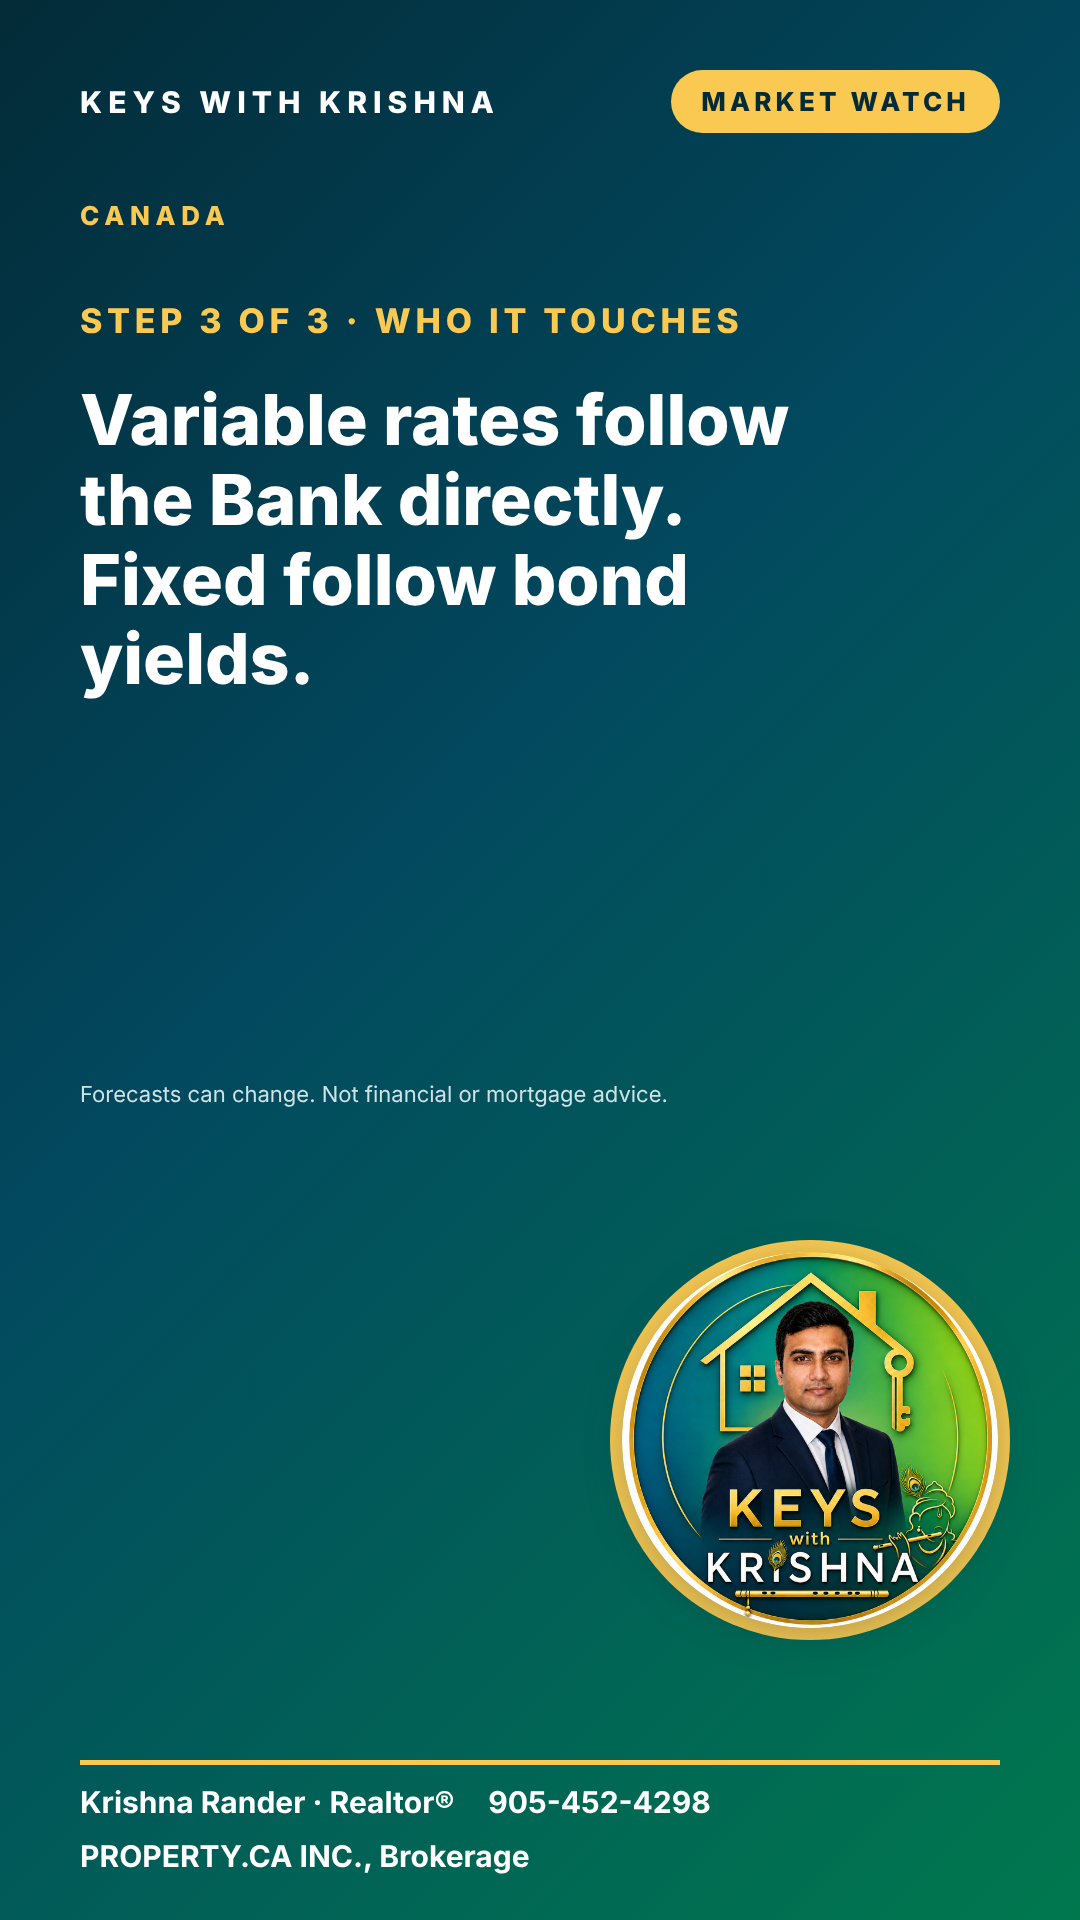 KEYS WITH KRISHNA
MARKET WATCH
CANADA
STEP 3 OF 3 · WHO IT TOUCHES
Variable rates follow
the Bank directly.
Fixed follow bond
yields.
Forecasts can change. Not financial or mortgage advice.
KEYS
with
KRISHNA
Krishna Rander · Realtor® 905-452-4298
PROPERTY.CA INC., Brokerage